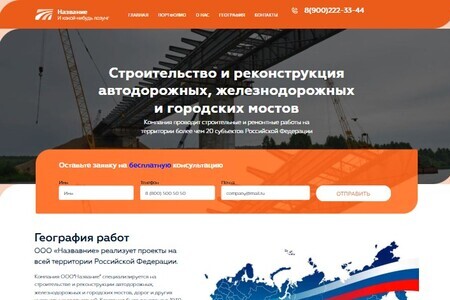 Название
И какой-нибудь лозунг
ГЛАВНАЯ ПОРТФОЛИО О НАС ГЕОГРАФИЯ КОНТАКТЫ
8(900)222-33-44
Строительство и реконструкция
автодорожных, железнодорожных
и городских мостов
Компания проводит строительные и ремонтные работы на
территории более чем 20 субъектов Российской Федерации
Оставьте заявку на бесплатную консультацию
Имя Телефон Почта
Имя 8 (900) 500 50 50 company@mail.ru ОТПРАВИТЬ
География работ
ООО «Название» реализует проекты на
всей территории Российской Федерации.
Компания ООО"Название" специализируется на
строительстве и реконструкции автодорожных,
железнодорожных и городских мостов, дорог и других